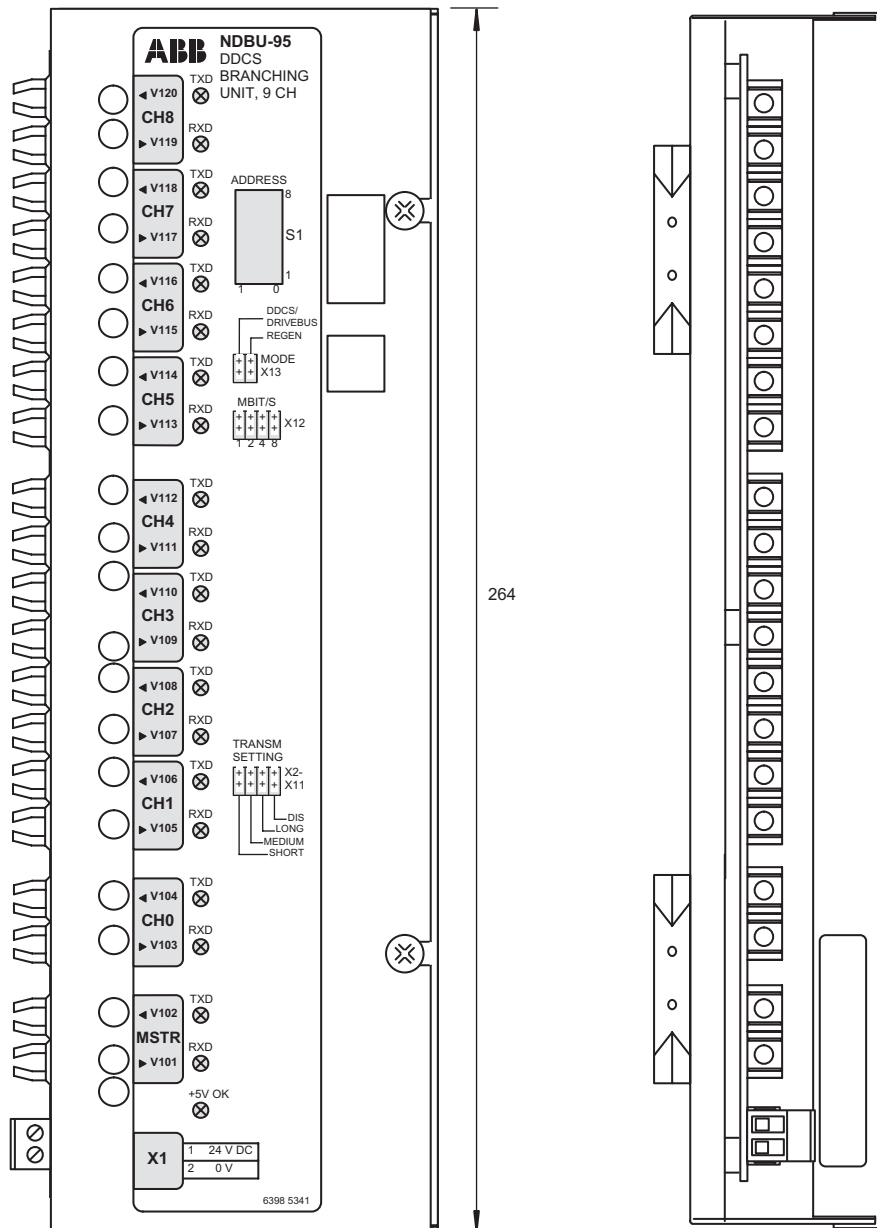 ABB
NDBU-95
DDCS
BRANCHING
UNIT, 9 CH
TXD
V120
CH8
RXD
V119
TXD
V118
CH7
RXD
V117
ADDRESS
8
S1
1
1 0
TXD
V116
CH6
RXD
V115
DDCS/
DRIVEBUS
REGEN
MODE
X13
TXD
V114
CH5
RXD
V113
MBIT/S
X12
1 2 4 8
TXD
V112
CH4
RXD
V111
TXD
V110
CH3
RXD
V109
264
TXD
V108
CH2
RXD
V107
TRANSM
SETTING
X2-
X11
DIS
LONG
MEDIUM
SHORT
TXD
V106
CH1
RXD
V105
TXD
V104
CH0
RXD
V103
TXD
V102
MSTR
RXD
V101
+5V OK
X1
1 24 V DC
2 0 V
6398 5341